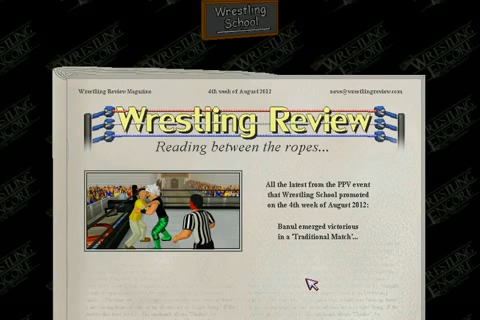 Wrestling
School
Wrestling Review Magazine
4th week of August 2012
news@wrestlingreview.com
Wrestling Review
Reading between the ropes...
All the latest from the PPV event
that Wrestling School promoted
on the 4th week of August 2012:
Banul emerged victorious
in a 'Traditional Match'...